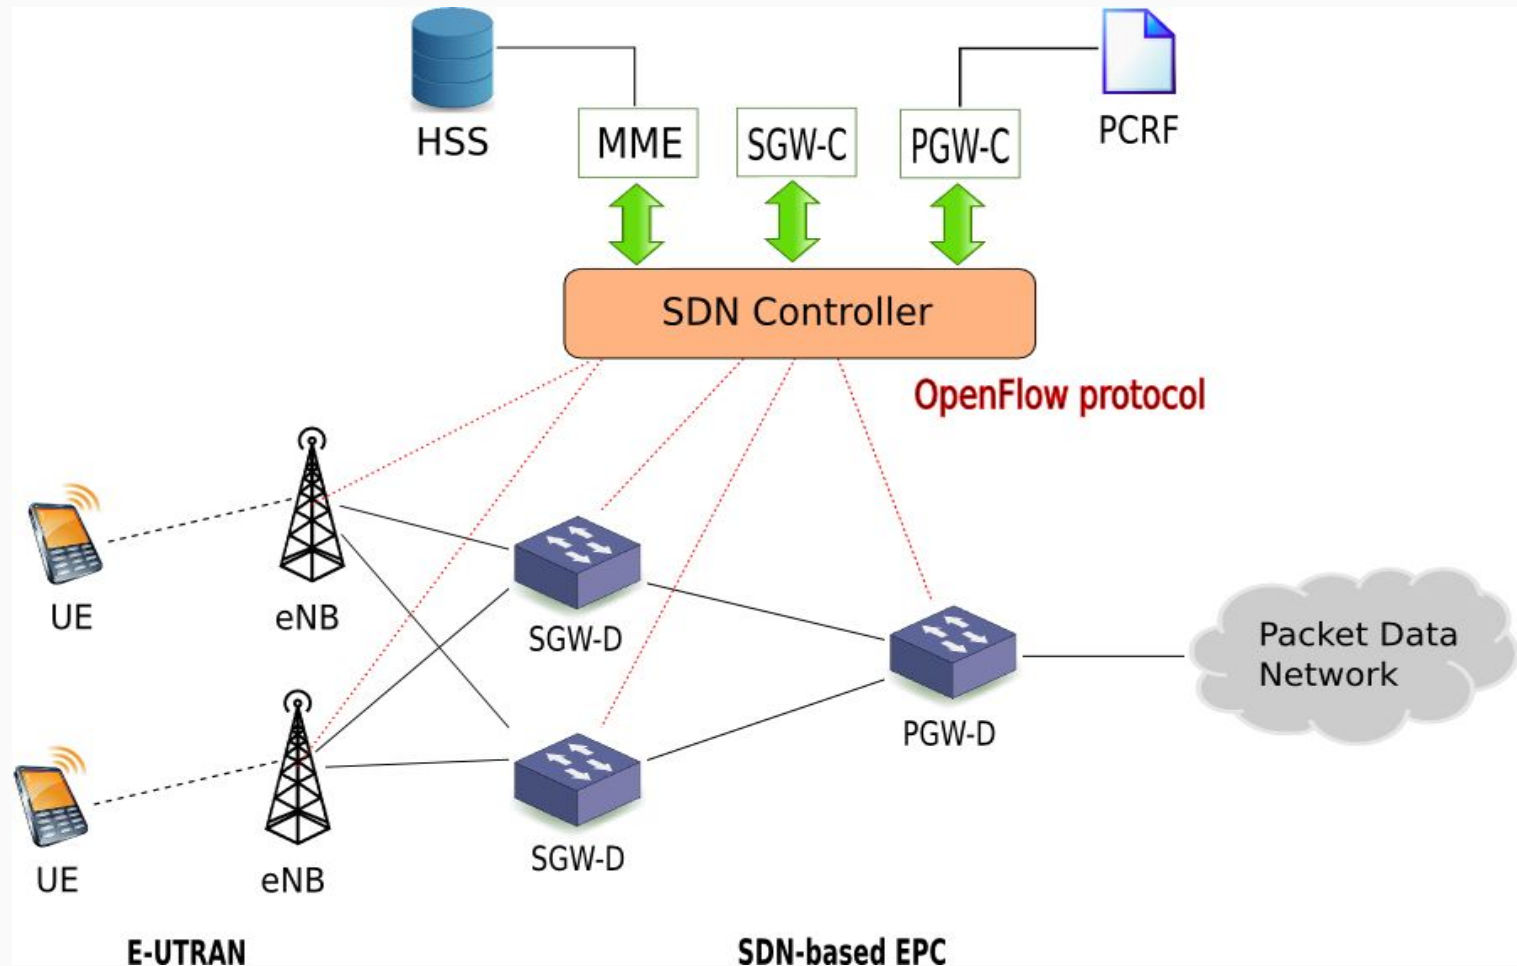 HSS
MME
SGW-C
PGW-C
PCRF
SDN Controller
OpenFlow protocol
UE
eNB
SGW-D
Packet Data
Network
PGW-D
UE
eNB
SGW-D
E-UTRAN
SDN-based EPC